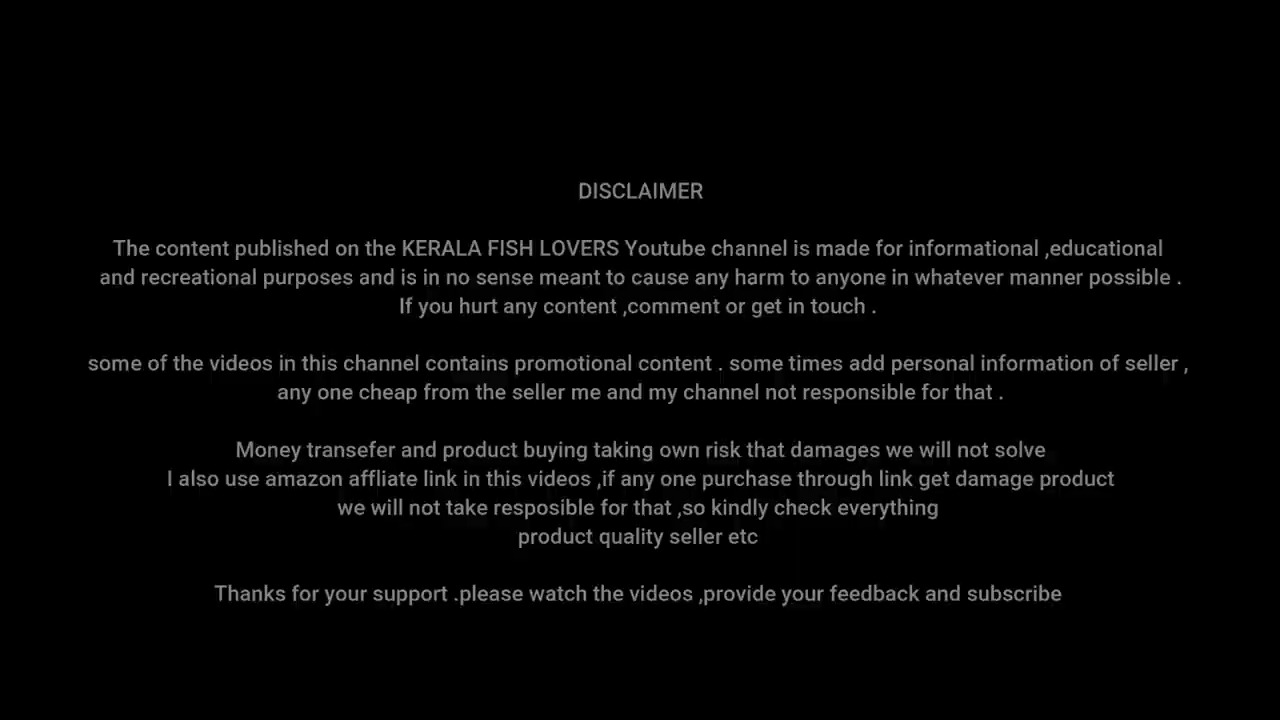 DISCLAIMER
The content published on the KERALA FISH LOVERS Youtube channel is made for informational ,educational
and recreational purposes and is in no sense meant to cause any harm to anyone in whatever manner possible .
If you hurt any content ,comment or get in touch .
some of the videos in this channel contains promotional content . some times add personal information of seller ,
any one cheap from the seller me and my channel not responsible for that .
Money transefer and product buying taking own risk that damages we will not solve
I also use amazon affliate link in this videos ,if any one purchase through link get damage product
we will not take resposible for that ,so kindly check everything
product quality seller etc
Thanks for your support .please watch the videos ,provide your feedback and subscribe